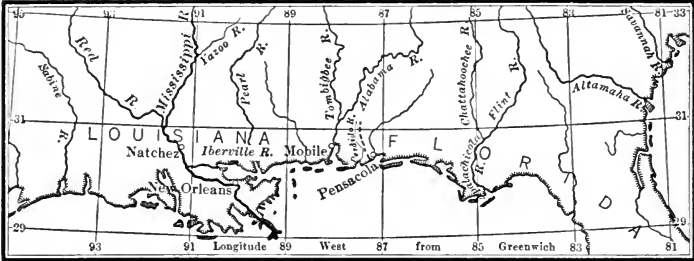 95 91 89 87 85 83 81-33
Red R.
Mississippi R.
Yazoo R.
Pearl R.
Tombigbee R.
Alabama R.
Chattahoochee R.
Flint R.
Savannah R.
Altamaha R.
Sabine R.
31 31
LOUISIANA
FLORIDA
Natchez
Iberville R.
Mobile
Perdido R.
Apalachicola R.
Pensacola
New Orleans
29 29
93 91 Longitude 89 West 87 from 85 Greenwich 83 81